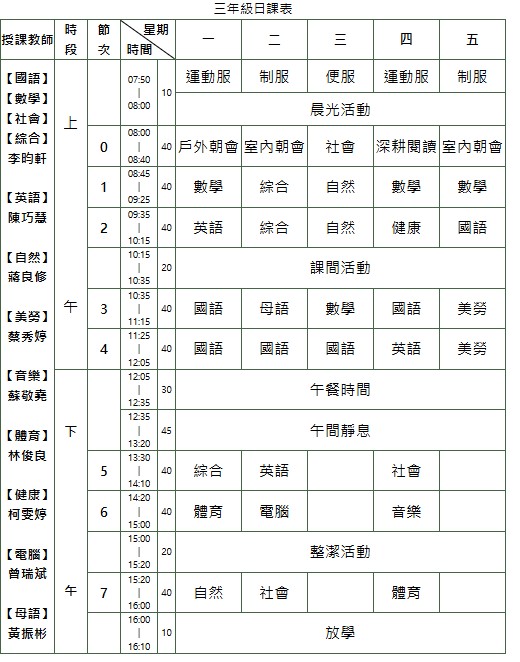 三年級日課表
授課教師 時段 節次 星期 時間 一 二 三 四 五
【國語】
【數學】
【社會】
【綜合】
李昀軒
【英語】
陳巧慧
【自然】
蔣良修
【美勞】
蔡秀婷
【音樂】
蘇敬堯
【體育】
林俊良
【健康】
柯雯婷
【電腦】
曾瑞斌
【母語】
黃振彬
上午
07:50 | 08:00 10 運動服 制服 便服 運動服 制服
晨光活動
0 08:00 | 08:40 40 戶外朝會 室內朝會 社會 深耕閱讀 室內朝會
1 08:45 | 09:25 40 數學 綜合 自然 數學 數學
2 09:35 | 10:15 40 英語 綜合 自然 健康 國語
10:15 | 10:35 20 課間活動
3 10:35 | 11:15 40 國語 母語 數學 國語 美勞
4 11:25 | 12:05 40 國語 國語 國語 英語 美勞
下午
12:05 | 12:35 30 午餐時間
12:35 | 13:20 45 午間靜息
5 13:30 | 14:10 40 綜合 英語 社會
6 14:20 | 15:00 40 體育 電腦 音樂
15:00 | 15:20 20 整潔活動
7 15:20 | 16:00 40 自然 社會 體育
16:00 | 16:10 10 放學